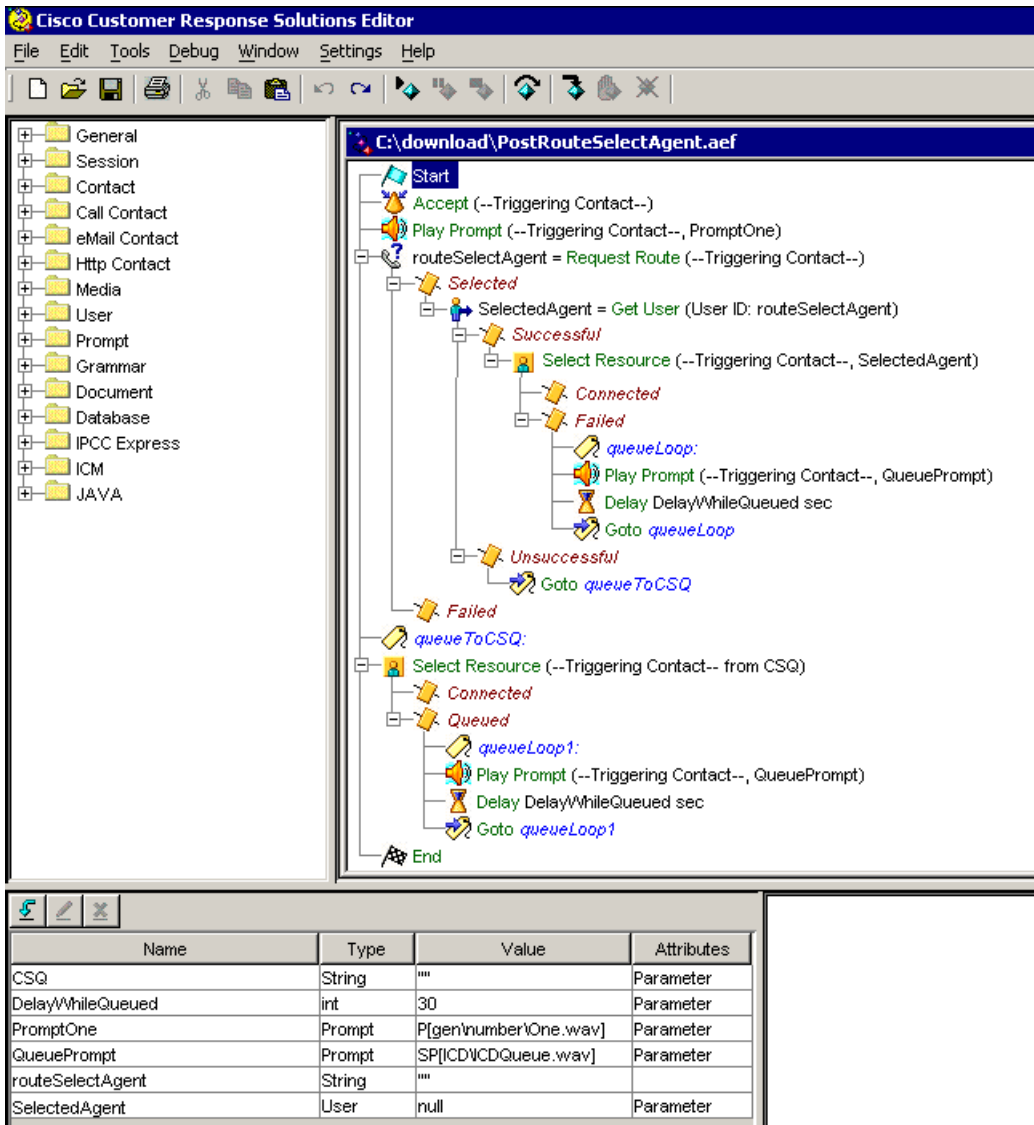 Cisco Customer Response Solutions Editor
File Edit Tools Debug Window Settings Help
General
Session
Contact
Call Contact
eMail Contact
Http Contact
Media
User
Prompt
Grammar
Document
Database
IPCC Express
ICM
JAVA
C:\download\PostRouteSelectAgent.aef
Start
Accept (--Triggering Contact--)
Play Prompt (--Triggering Contact--, PromptOne)
routeSelectAgent = Request Route (--Triggering Contact--)
Selected
SelectedAgent = Get User (User ID: routeSelectAgent)
Successful
Select Resource (--Triggering Contact--, SelectedAgent)
Connected
Failed
queueLoop:
Play Prompt (--Triggering Contact--, QueuePrompt)
Delay DelayWhileQueued sec
Goto queueLoop
Unsuccessful
Goto queueToCSQ
Failed
queueToCSQ:
Select Resource (--Triggering Contact-- from CSQ)
Connected
Queued
queueLoop1:
Play Prompt (--Triggering Contact--, QueuePrompt)
Delay DelayWhileQueued sec
Goto queueLoop1
End
Name Type Value Attributes
CSQ String "" Parameter
DelayWhileQueued int 30 Parameter
PromptOne Prompt P[gen\number\One.wav] Parameter
QueuePrompt Prompt SP[ICD\ICDQueue.wav] Parameter
routeSelectAgent String ""
SelectedAgent User null Parameter